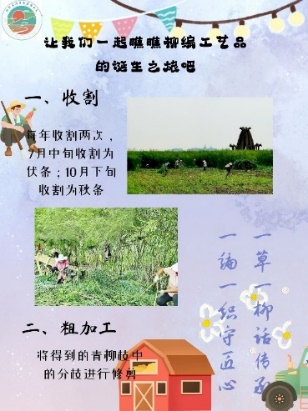 让我们一起瞧瞧柳编工艺品
的诞生之旅吧
一、收割
每年收割两次，
7月中旬收割为
伏条；10月下旬
收割为秋条
一草一柳话传承
一编一织守匠心
二、粗加工
将得到的青柳枝中
的分枝进行修剪